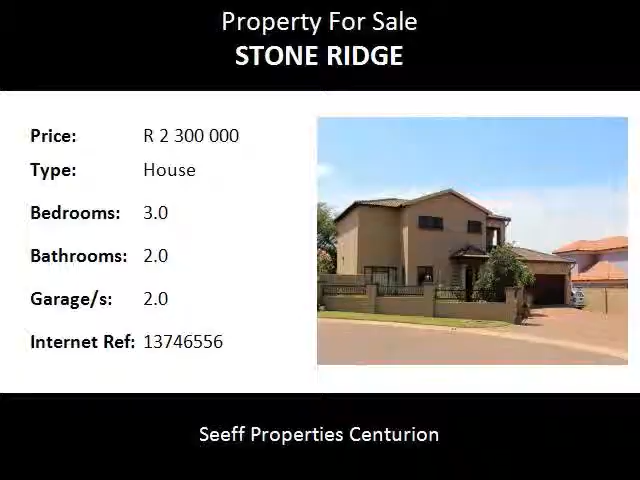 Property For Sale
STONE RIDGE
Price: R 2 300 000
Type: House
Bedrooms: 3.0
Bathrooms: 2.0
Garage/s: 2.0
Internet Ref: 13746556
Seeff Properties Centurion